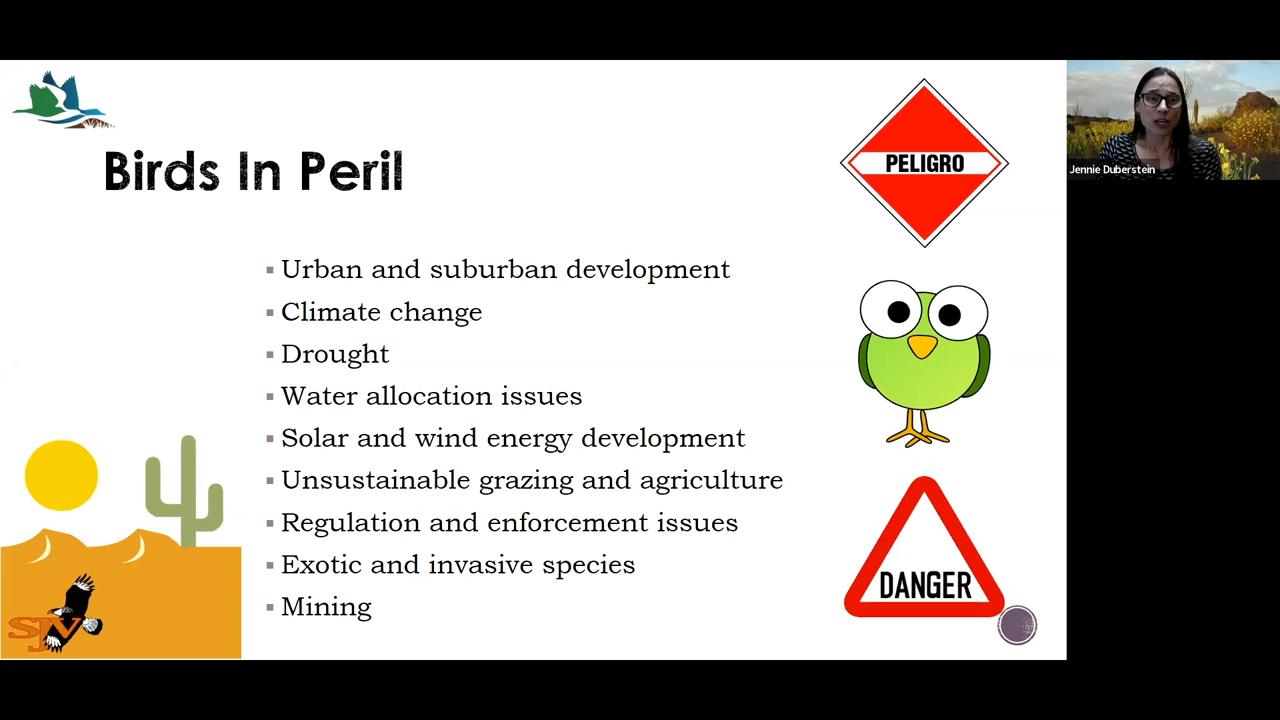 Birds In Peril
PELIGRO
Jennie Duberstein
▪ Urban and suburban development
▪ Climate change
▪ Drought
▪ Water allocation issues
▪ Solar and wind energy development
▪ Unsustainable grazing and agriculture
▪ Regulation and enforcement issues
▪ Exotic and invasive species
▪ Mining
DANGER
SJV